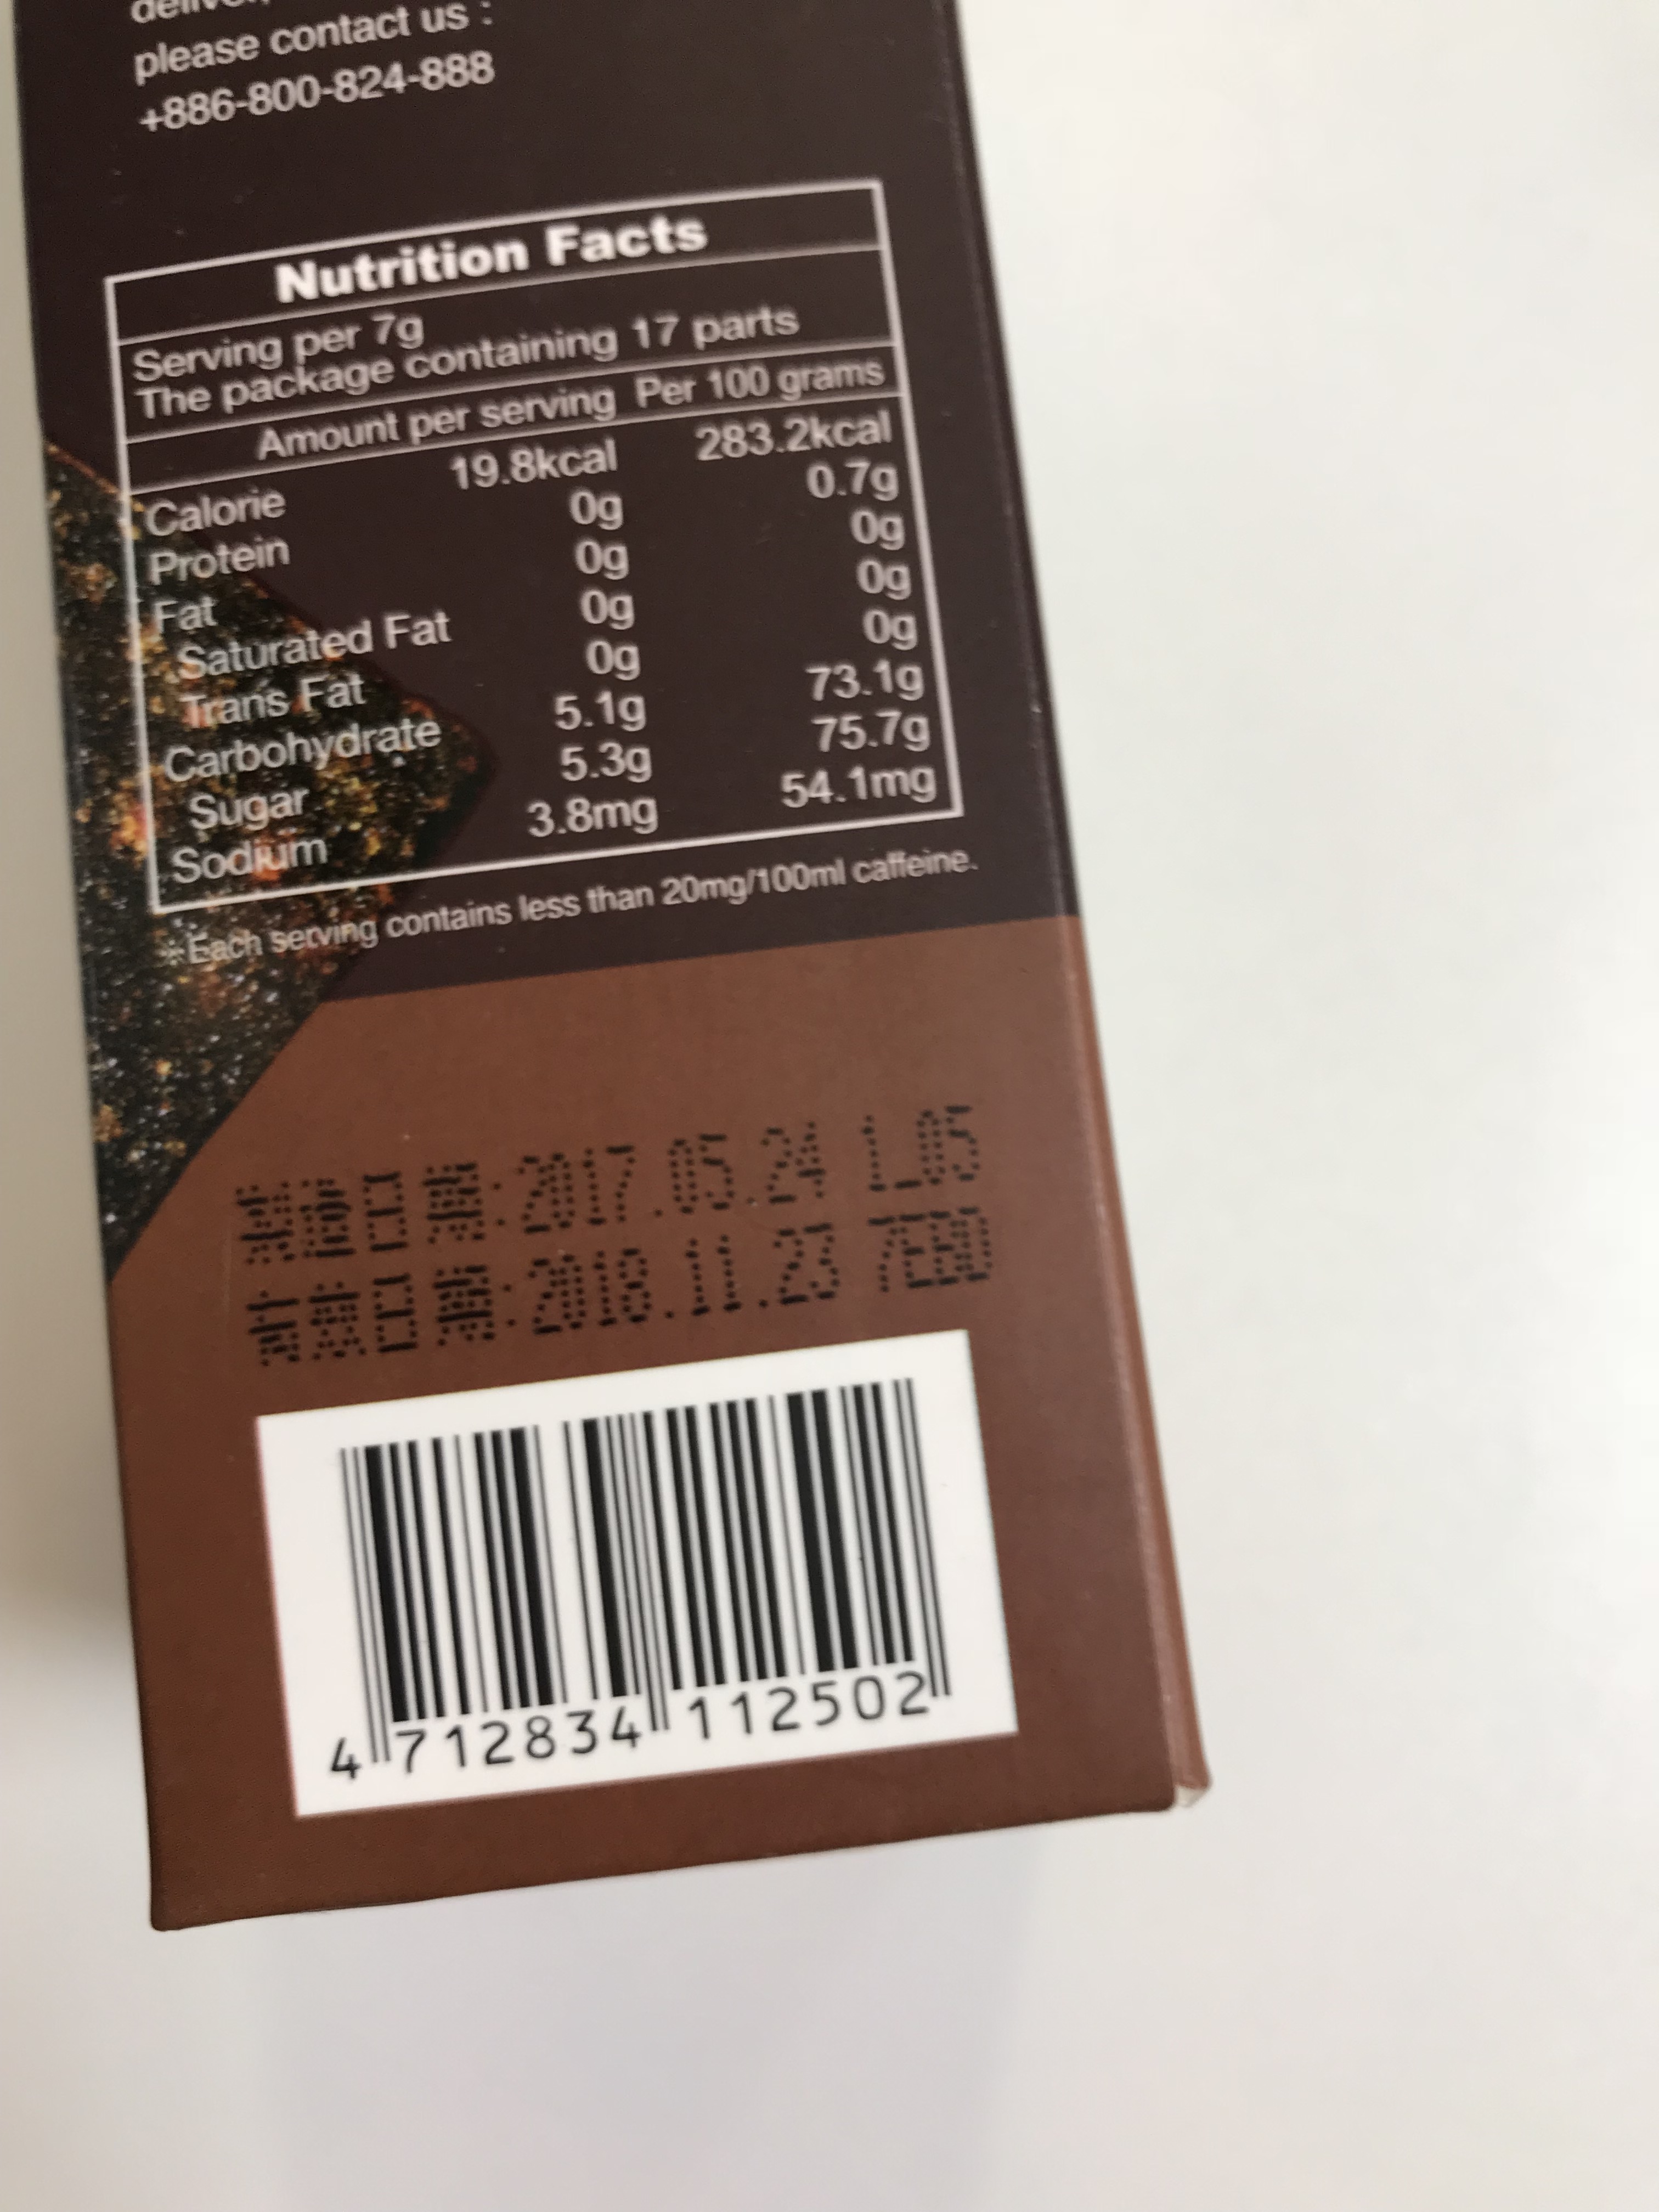 please contact us :
+886-800-824-888
Nutrition Facts
Serving per 7g
The package containing 17 parts
Amount per serving Per 100 grams
Calorie 19.8kcal 283.2kcal
Protein 0g 0.7g
Fat 0g 0g
Saturated Fat 0g 0g
Trans Fat 0g 0g
Carbohydrate 5.1g 73.1g
Sugar 5.3g 75.7g
Sodium 3.8mg 54.1mg
※Each serving contains less than 20mg/100ml caffeine.
製造日期:2017.05.24 1_05
有效日期:2018.11.23 7EBD
4 712834 112502